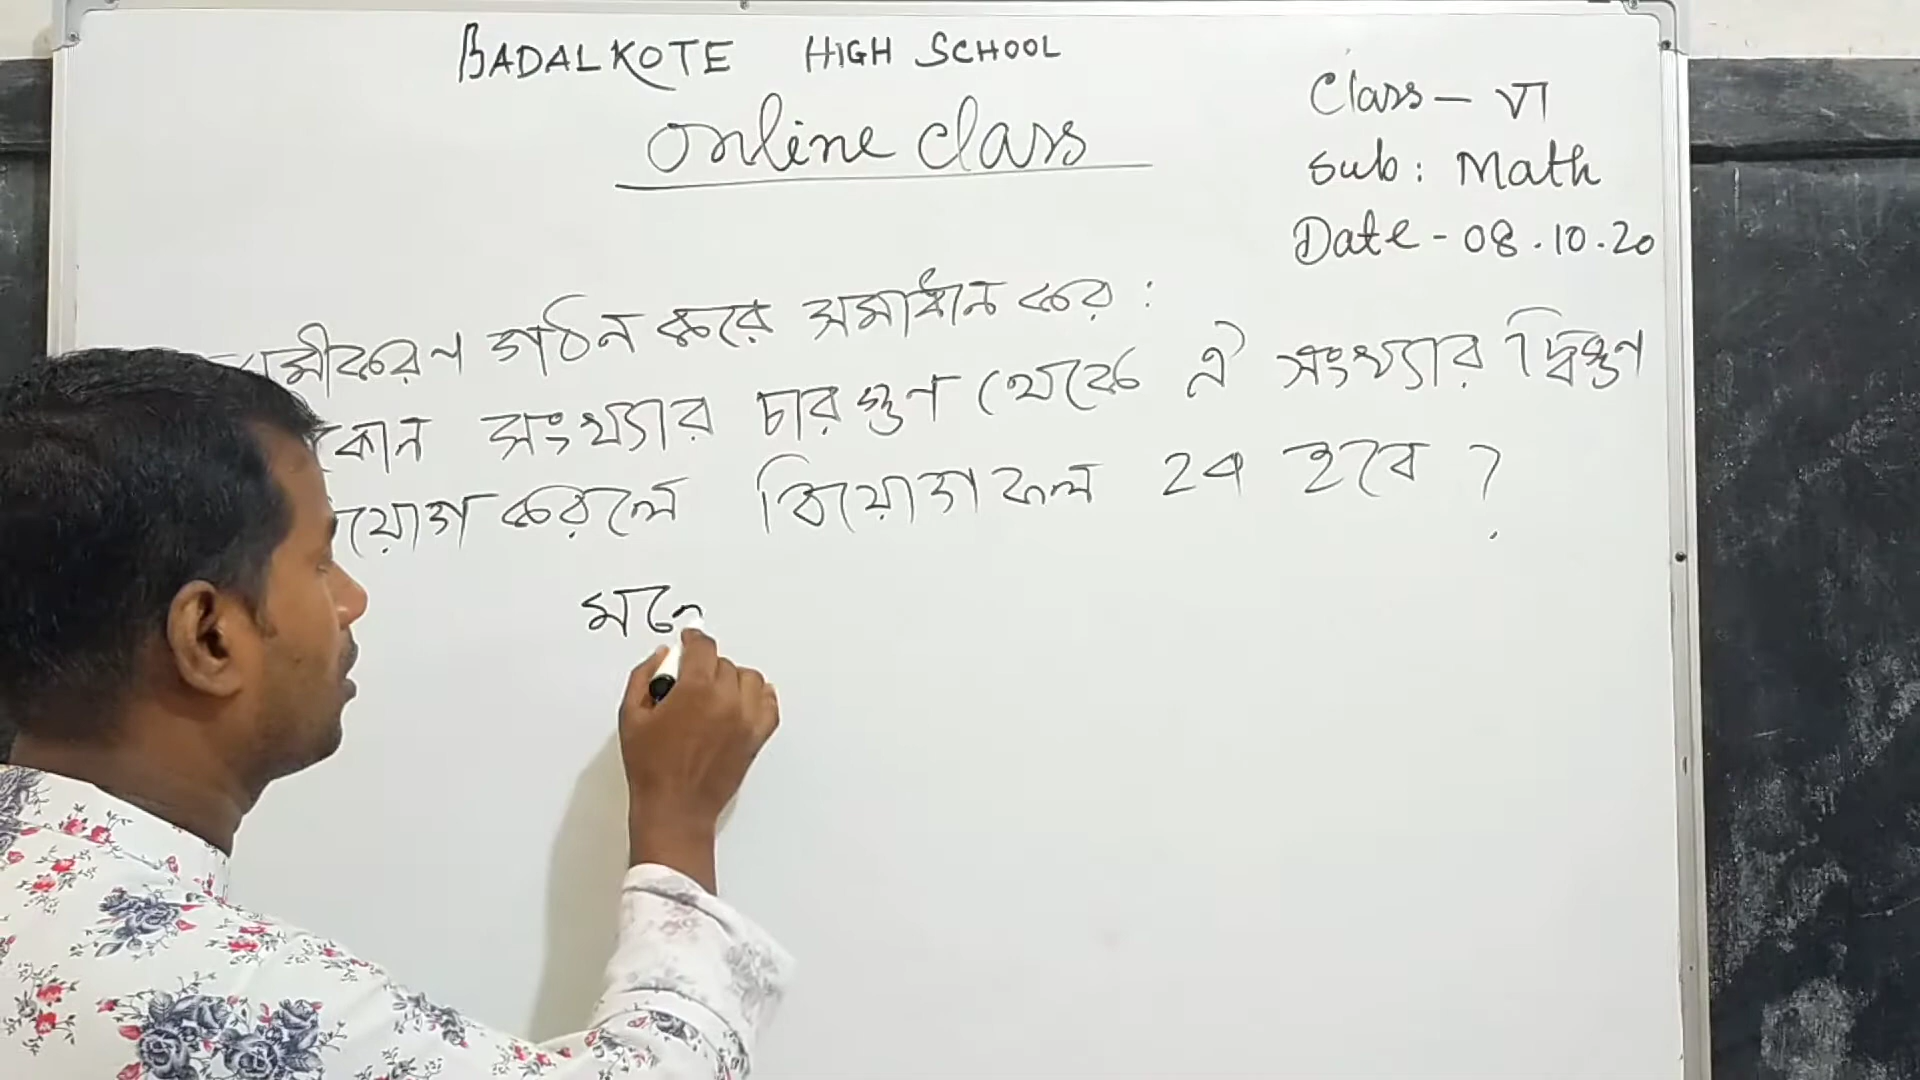 BADALKOTE HIGH SCHOOL
Online Class
Class - VI
Sub: Math
Date - 08.10.20
সমীকরণ গঠন করে সমাধান কর:
কোন সংখ্যার চারগুণ থেকে ঐ সংখ্যার দ্বিগুণ
বিয়োগ করলে বিয়োগফল হবে ?
মনে